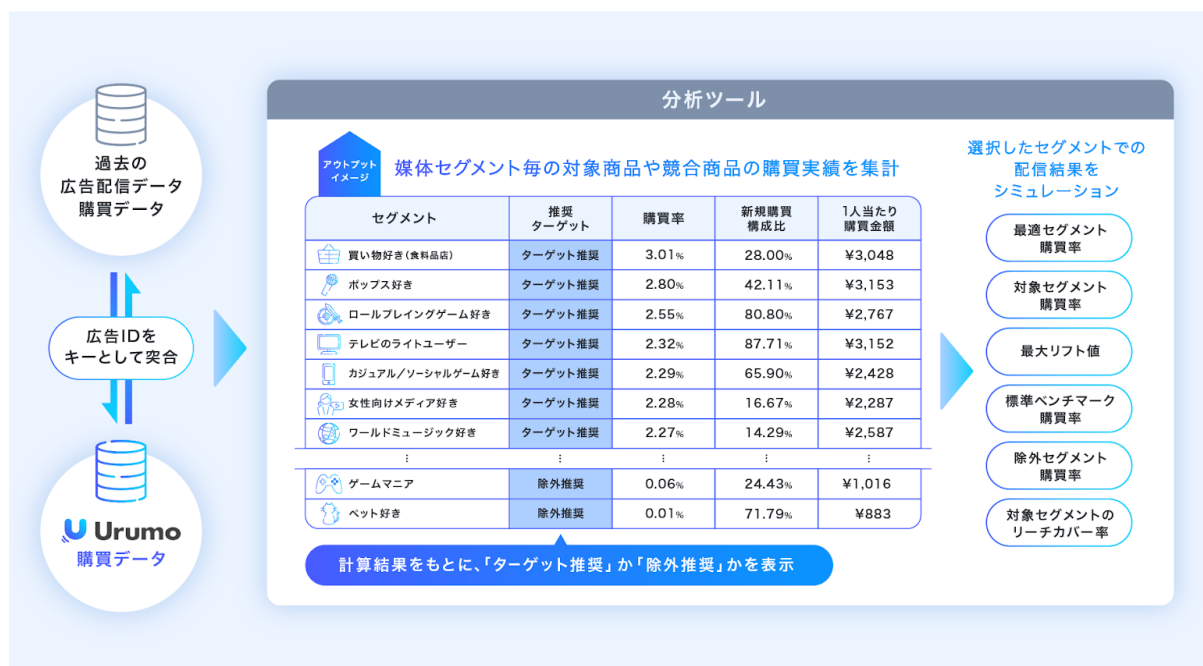 過去の
広告配信データ
購買データ
広告IDを
キーとして突合
Urumo
購買データ
分析ツール
アウトプット
イメージ
媒体セグメント毎の対象商品や競合商品の購買実績を集計
セグメント 推奨ターゲット 購買率 新規購買構成比 1人当たり購買金額
買い物好き(食料品店) ターゲット推奨 3.01% 28.00% ¥3,048
ポップス好き ターゲット推奨 2.80% 42.11% ¥3,153
ロールプレイングゲーム好き ターゲット推奨 2.55% 80.80% ¥2,767
テレビのライトユーザー ターゲット推奨 2.32% 87.71% ¥3,152
カジュアル/ソーシャルゲーム好き ターゲット推奨 2.29% 65.90% ¥2,428
女性向けメディア好き ターゲット推奨 2.28% 16.67% ¥2,287
ワールドミュージック好き ターゲット推奨 2.27% 14.29% ¥2,587
⋮ ⋮ ⋮ ⋮ ⋮
ゲームマニア 除外推奨 0.06% 24.43% ¥1,016
ペット好き 除外推奨 0.01% 71.79% ¥883
計算結果をもとに、「ターゲット推奨」か「除外推奨」かを表示
選択したセグメントでの
配信結果を
シミュレーション
最適セグメント
購買率
対象セグメント
購買率
最大リフト値
標準ベンチマーク
購買率
除外セグメント
購買率
対象セグメントの
リーチカバー率